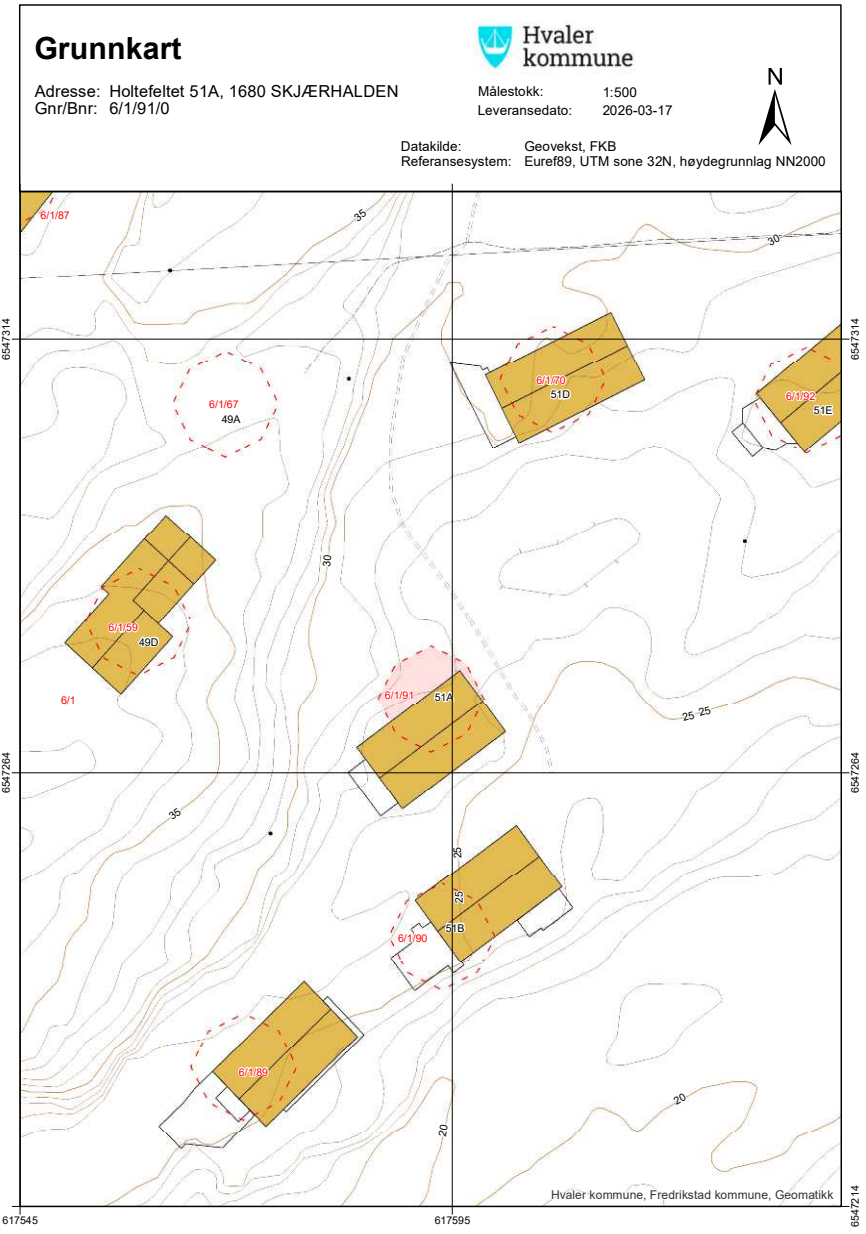 Grunnkart
Hvaler
kommune
Adresse: Holtefeltet 51A, 1680 SKJÆRHALDEN
Gnr/Bnr: 6/1/91/0
Målestokk: 1:500
Leveransedato: 2026-03-17
N
Datakilde: Geovekst, FKB
Referansesystem: Euref89, UTM sone 32N, høydegrunnlag NN2000
6/1/87
35
30
6547314
6547314
6/1/70
51D
6/1/92
51E
6/1/67
49A
30
6/1/59
49D
6/1
6/1/91
51A
25
25
6547264
6547264
35
25
25
51B
6/1/90
6/1/89
20
20
Hvaler kommune, Fredrikstad kommune, Geomatikk
6547214
617545
617595